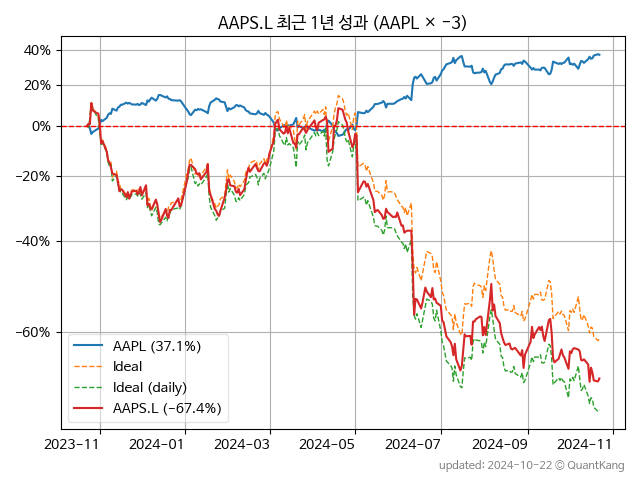 AAPS.L 최근 1년 성과 (AAPL × −3)
40%
20%
0%
−20%
−40%
−60%
AAPL (37.1%)
Ideal
Ideal (daily)
AAPS.L (−67.4%)
2023-11 2024-01 2024-03 2024-05 2024-07 2024-09 2024-11
updated: 2024-10-22 © QuantKang